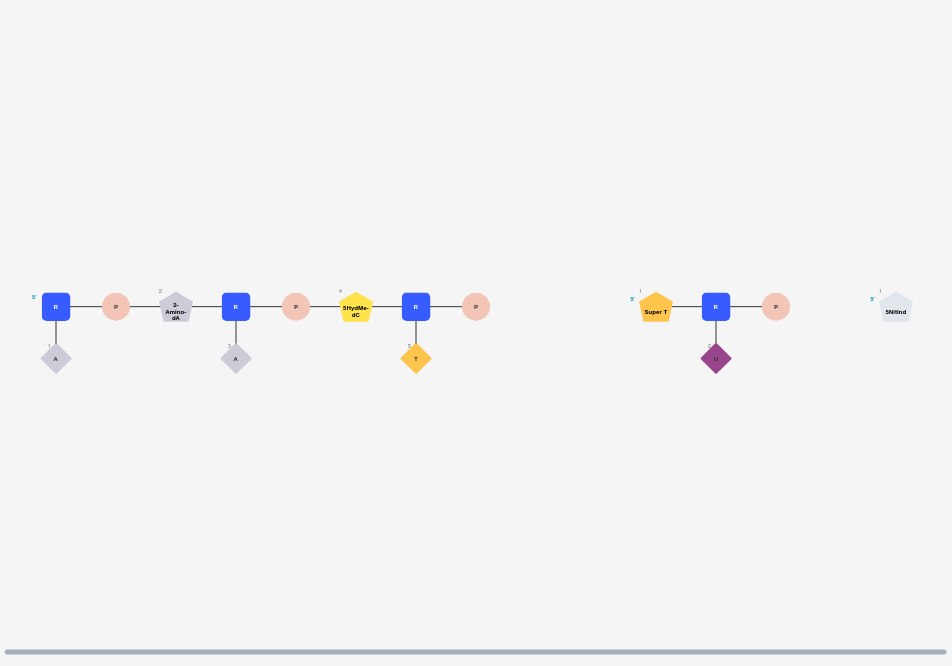 2
4
1
1
5'
R
P
2-
Amino-
dA
R
P
5HydMe-
dC
R
P
5'
Super T
R
P
5'
5NitInd
1
A
3
A
5
T
2
U